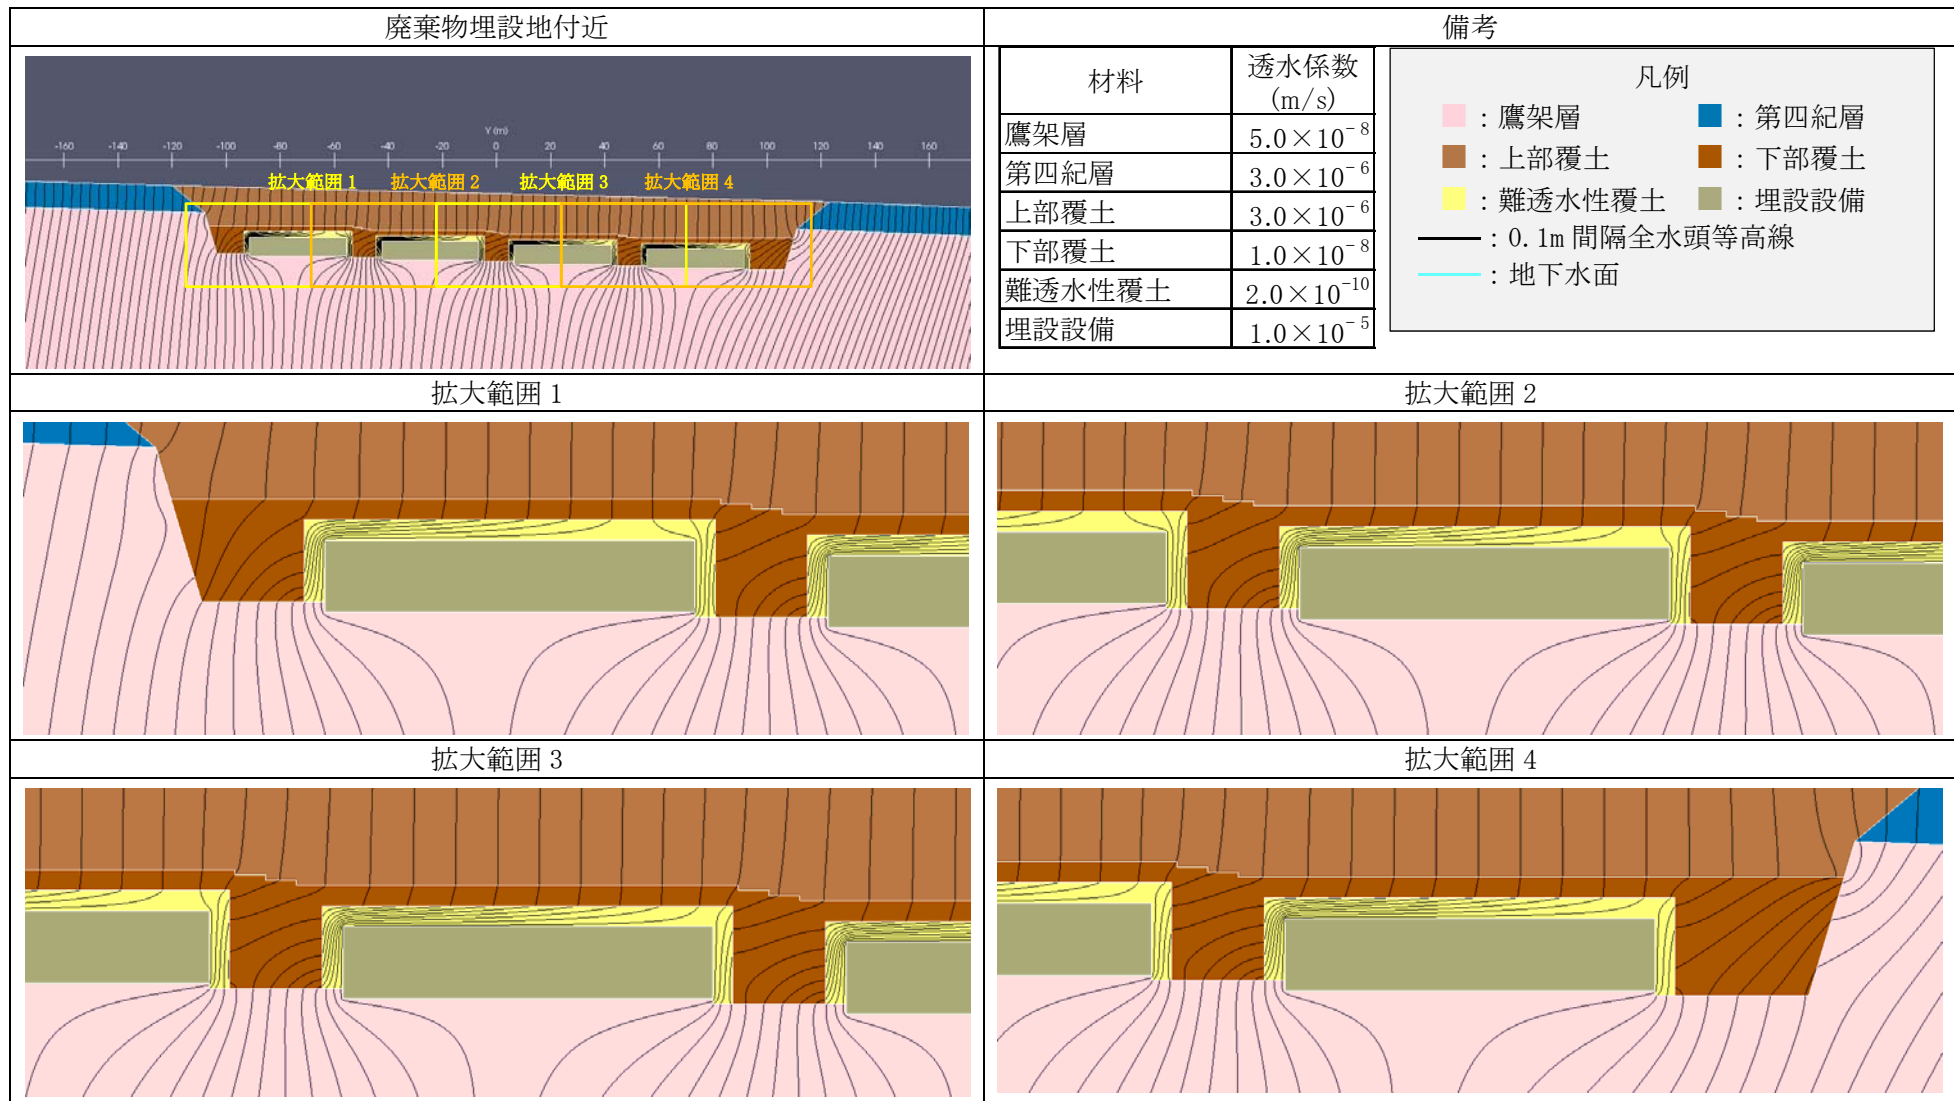 廃棄物埋設地付近
備考
Y (m)
-160 -140 -120 -100 -80 -60 -40 -20 0 20 40 60 80 100 120 140 160
拡大範囲 1 拡大範囲 2 拡大範囲 3 拡大範囲 4
材料 透水係数 (m/s)
鷹架層 5.0×10⁻⁸
第四紀層 3.0×10⁻⁶
上部覆土 3.0×10⁻⁶
下部覆土 1.0×10⁻⁸
難透水性覆土 2.0×10⁻¹⁰
埋設設備 1.0×10⁻⁵
凡例
：鷹架層 ：第四紀層
：上部覆土 ：下部覆土
：難透水性覆土 ：埋設設備
：0.1m 間隔全水頭等高線
：地下水面
拡大範囲 1
拡大範囲 2
拡大範囲 3
拡大範囲 4